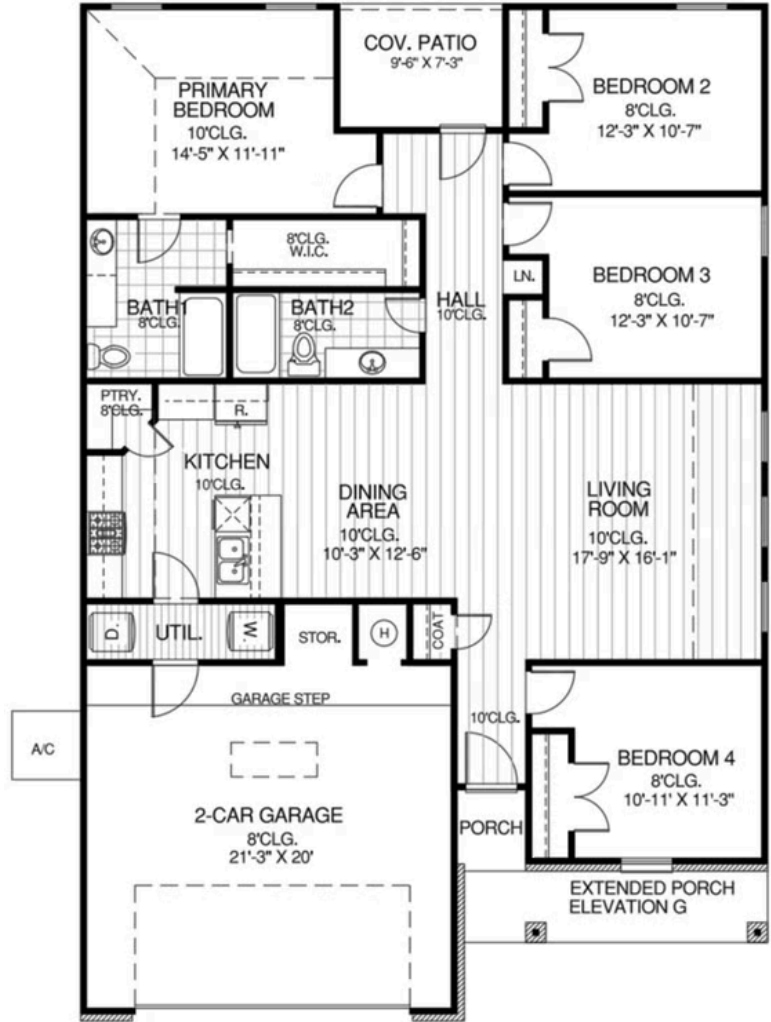 COV. PATIO
9'-6" X 7'-3"
PRIMARY
BEDROOM
10'CLG.
14'-5" X 11'-11"
BEDROOM 2
8'CLG.
12'-3" X 10'-7"
8'CLG.
W.I.C.
BATH1
8'CLG.
BATH2
8'CLG.
HALL
10'CLG.
LN.
BEDROOM 3
8'CLG.
12'-3" X 10'-7"
PTRY.
8'CLG.
R.
KITCHEN
10'CLG.
DINING
AREA
10'CLG.
10'-3" X 12'-6"
LIVING
ROOM
10'CLG.
17'-9" X 16'-1"
D.
UTIL.
W.
STOR.
H
COAT
GARAGE STEP
10'CLG.
A/C
2-CAR GARAGE
8'CLG.
21'-3" X 20'
BEDROOM 4
8'CLG.
10'-11' X 11'-3"
PORCH
EXTENDED PORCH
ELEVATION G